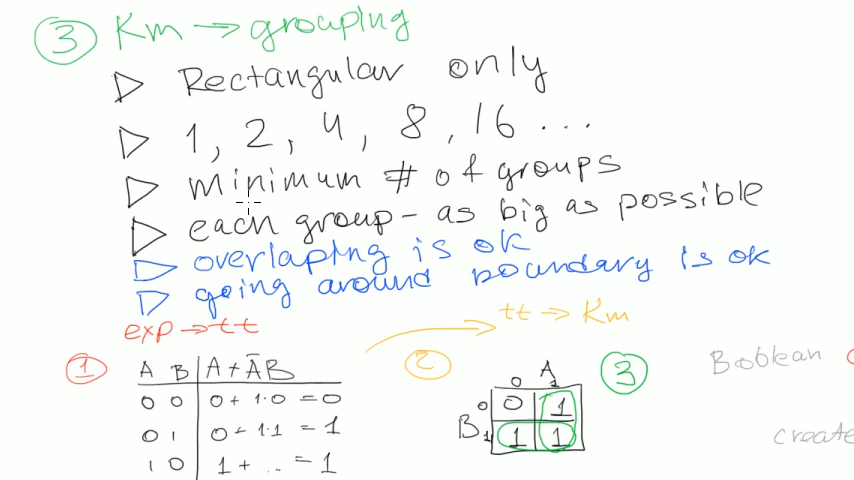 3 Km → grouping
▷ Rectangular only
▷ 1, 2, 4, 8, 16 ...
▷ minimum # of groups
▷ each group - as big as possible
▷ overlaping is ok
▷ going around boundary is ok
exp → tt
tt → Km
1
A B | A + A̅B
0 0 | 0 + 1·0 = 0
0 1 | 0 + 1·1 = 1
1 0 | 1 + ... = 1
2
A
0 1
0 0 1
B 1 1 1
3
Boolean
create